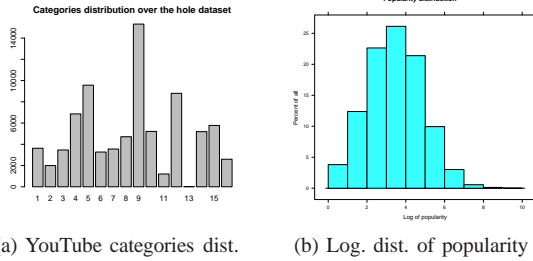 Categories distribution over the hole dataset
14000
10000
6000
2000
0
1 2 3 4 5 6 7 8 9 11 13 15
(a) YouTube categories dist.
Popularity distribution
Percent of all
25
20
15
10
5
0
0 2 4 6 8 10
Log of popularity
(b) Log. dist. of popularity